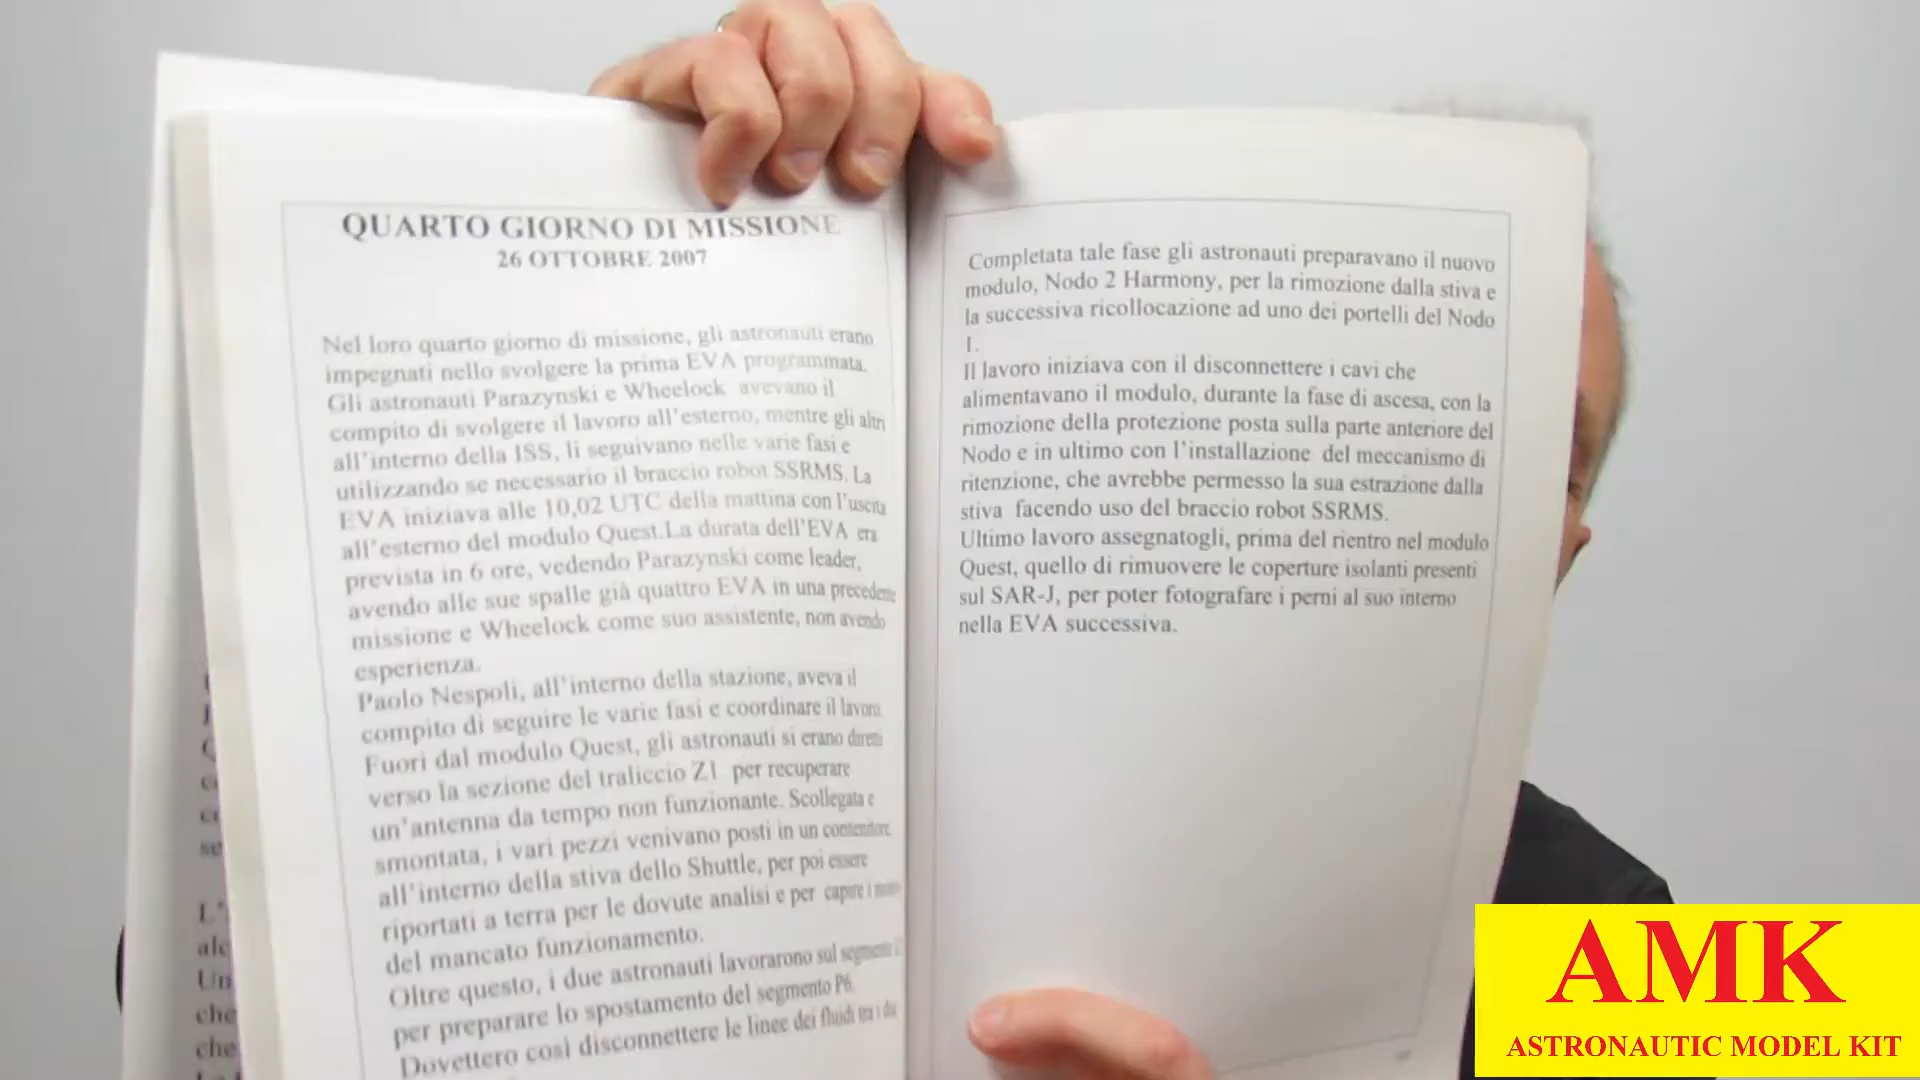 QUARTO GIORNO DI MISSIONE
26 OTTOBRE 2007
Nel loro quarto giorno di missione, gli astronauti erano
impegnati nello svolgere la prima EVA programmata.
Gli astronauti Parazynski e Wheelock avevano il
compito di svolgere il lavoro all'esterno, mentre gli altri
all'interno della ISS, li seguivano nelle varie fasi e
utilizzando se necessario il braccio robot SSRMS. La
EVA iniziava alle 10,02 UTC della mattina con l'uscita
all'esterno del modulo Quest.La durata dell'EVA era
prevista in 6 ore, vedendo Parazynski come leader,
avendo alle sue spalle già quattro EVA in una precedente
missione e Wheelock come suo assistente, non avendo
esperienza.
Paolo Nespoli, all'interno della stazione, aveva il
compito di seguire le varie fasi e coordinare il lavoro.
Fuori dal modulo Quest, gli astronauti si erano diretti
verso la sezione del traliccio Z1 per recuperare
un'antenna da tempo non funzionante. Scollegata e
smontata, i vari pezzi venivano posti in un contenitore,
all'interno della stiva dello Shuttle, per poi essere
riportati a terra per le dovute analisi e per capire i
del mancato funzionamento.
Oltre questo, i due astronauti lavorarono sul segmento
per preparare lo spostamento del segmento P6.
Dovettero così disconnettere le linee dei fluidi tra i due
Completata tale fase gli astronauti preparavano il nuovo
modulo, Nodo 2 Harmony, per la rimozione dalla stiva e
la successiva ricollocazione ad uno dei portelli del Nodo
1.
Il lavoro iniziava con il disconnettere i cavi che
alimentavano il modulo, durante la fase di ascesa, con la
rimozione della protezione posta sulla parte anteriore del
Nodo e in ultimo con l'installazione del meccanismo di
ritenzione, che avrebbe permesso la sua estrazione dalla
stiva facendo uso del braccio robot SSRMS.
Ultimo lavoro assegnatogli, prima del rientro nel modulo
Quest, quello di rimuovere le coperture isolanti presenti
sul SAR-J, per poter fotografare i perni al suo interno
nella EVA successiva.
AMK
ASTRONAUTIC MODEL KIT